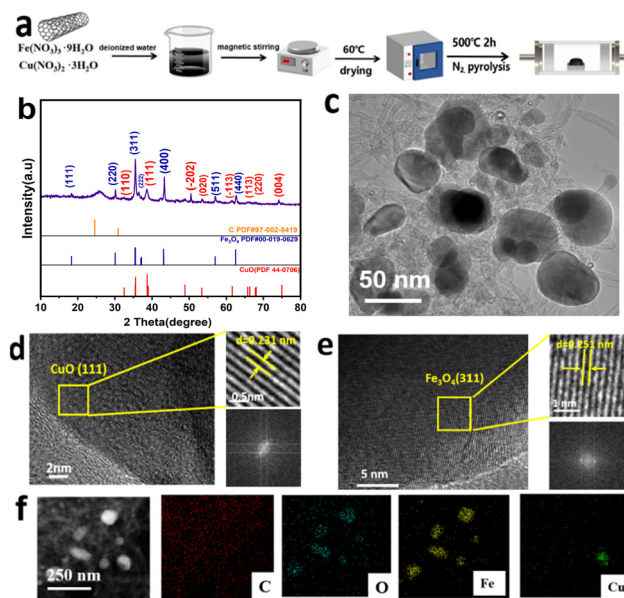 a
Fe(NO₃)₃ ·9H₂O
Cu(NO₃)₂ ·3H₂O
deionized water
magnetic stirring
60℃
drying
500℃ 2h
N₂ pyrolysis
b
Intensity(a.u)
(111)
(220)
(110)
(311)
(222)
(111)
(400)
(-202)
(020)
(511)
(-113)
(440)
(113)
(220)
(004)
C PDF#97-002-8419
Fe₃O₄ PDF#00-019-0629
CuO(PDF 44-0706)
10 20 30 40 50 60 70 80
2 Theta(degree)
c
50 nm
d
CuO (111)
2nm
d=0.231 nm
0.5nm
e
Fe₃O₄(311)
5 nm
d=0.251 nm
1 nm
f
250 nm
C
O
Fe
Cu